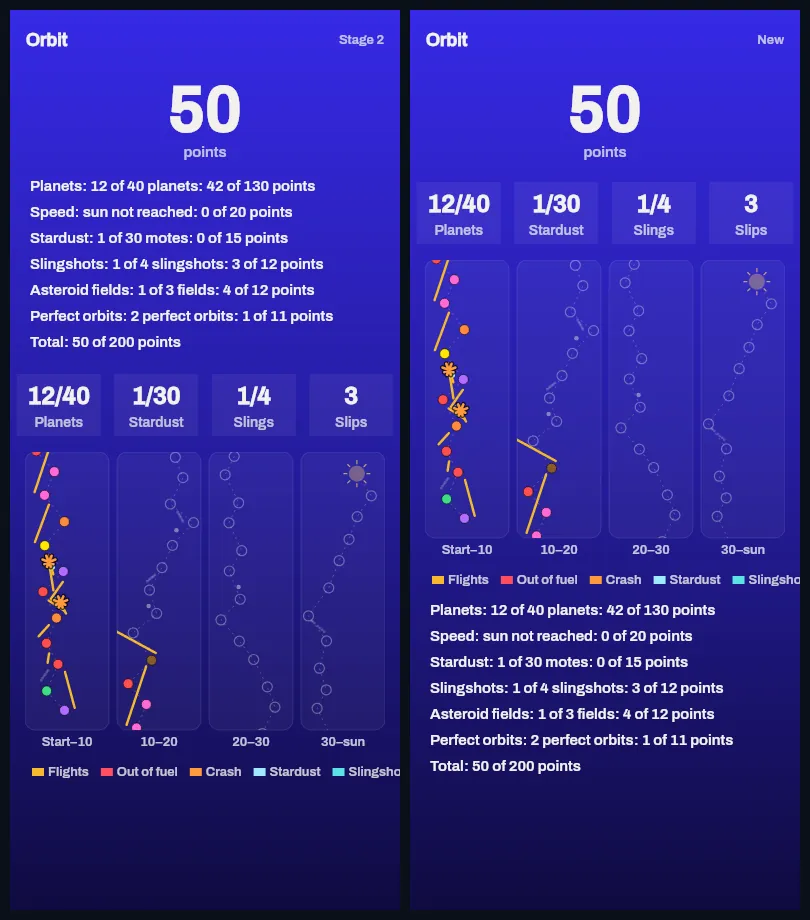 Orbit
Stage 2
50
points
Planets: 12 of 40 planets: 42 of 130 points
Speed: sun not reached: 0 of 20 points
Stardust: 1 of 30 motes: 0 of 15 points
Slingshots: 1 of 4 slingshots: 3 of 12 points
Asteroid fields: 1 of 3 fields: 4 of 12 points
Perfect orbits: 2 perfect orbits: 1 of 11 points
Total: 50 of 200 points
12/40 1/30 1/4 3
Planets Stardust Slings Slips
Start–10 10–20 20–30 30–sun
Flights Out of fuel Crash Stardust Slingsho
Orbit
New
50
points
12/40 1/30 1/4 3
Planets Stardust Slings Slips
Start–10 10–20 20–30 30–sun
Flights Out of fuel Crash Stardust Slingsho
Planets: 12 of 40 planets: 42 of 130 points
Speed: sun not reached: 0 of 20 points
Stardust: 1 of 30 motes: 0 of 15 points
Slingshots: 1 of 4 slingshots: 3 of 12 points
Asteroid fields: 1 of 3 fields: 4 of 12 points
Perfect orbits: 2 perfect orbits: 1 of 11 points
Total: 50 of 200 points